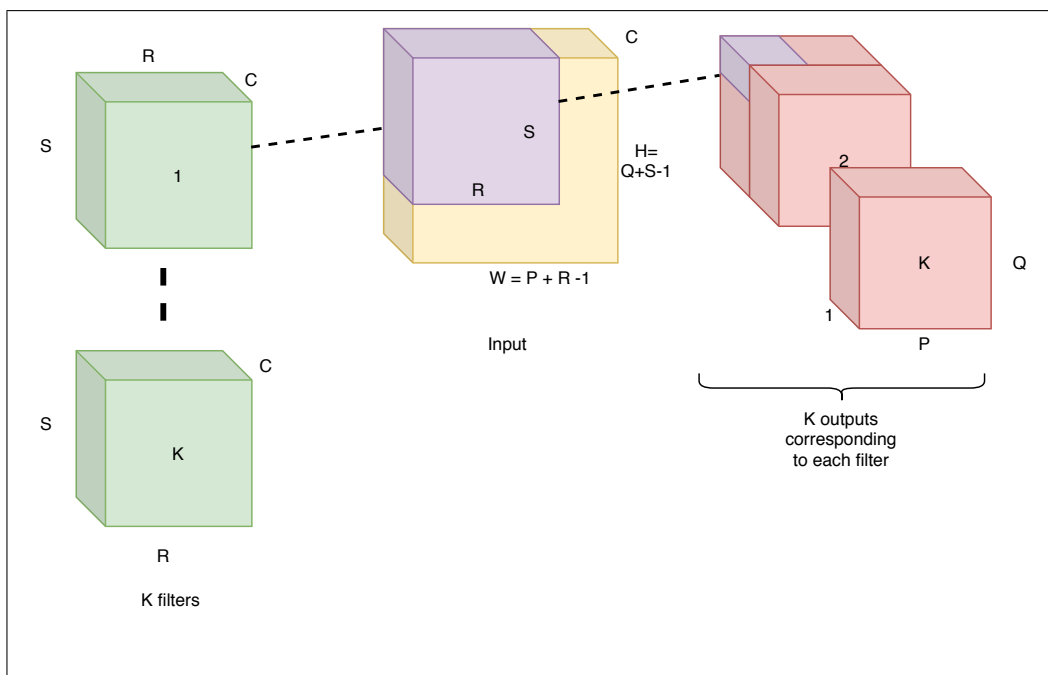 R
C
S
1
K
S
C
R
K filters
C
S
R
H=
Q+S-1
W = P + R -1
Input
2
K
Q
1
P
K outputs
corresponding
to each filter